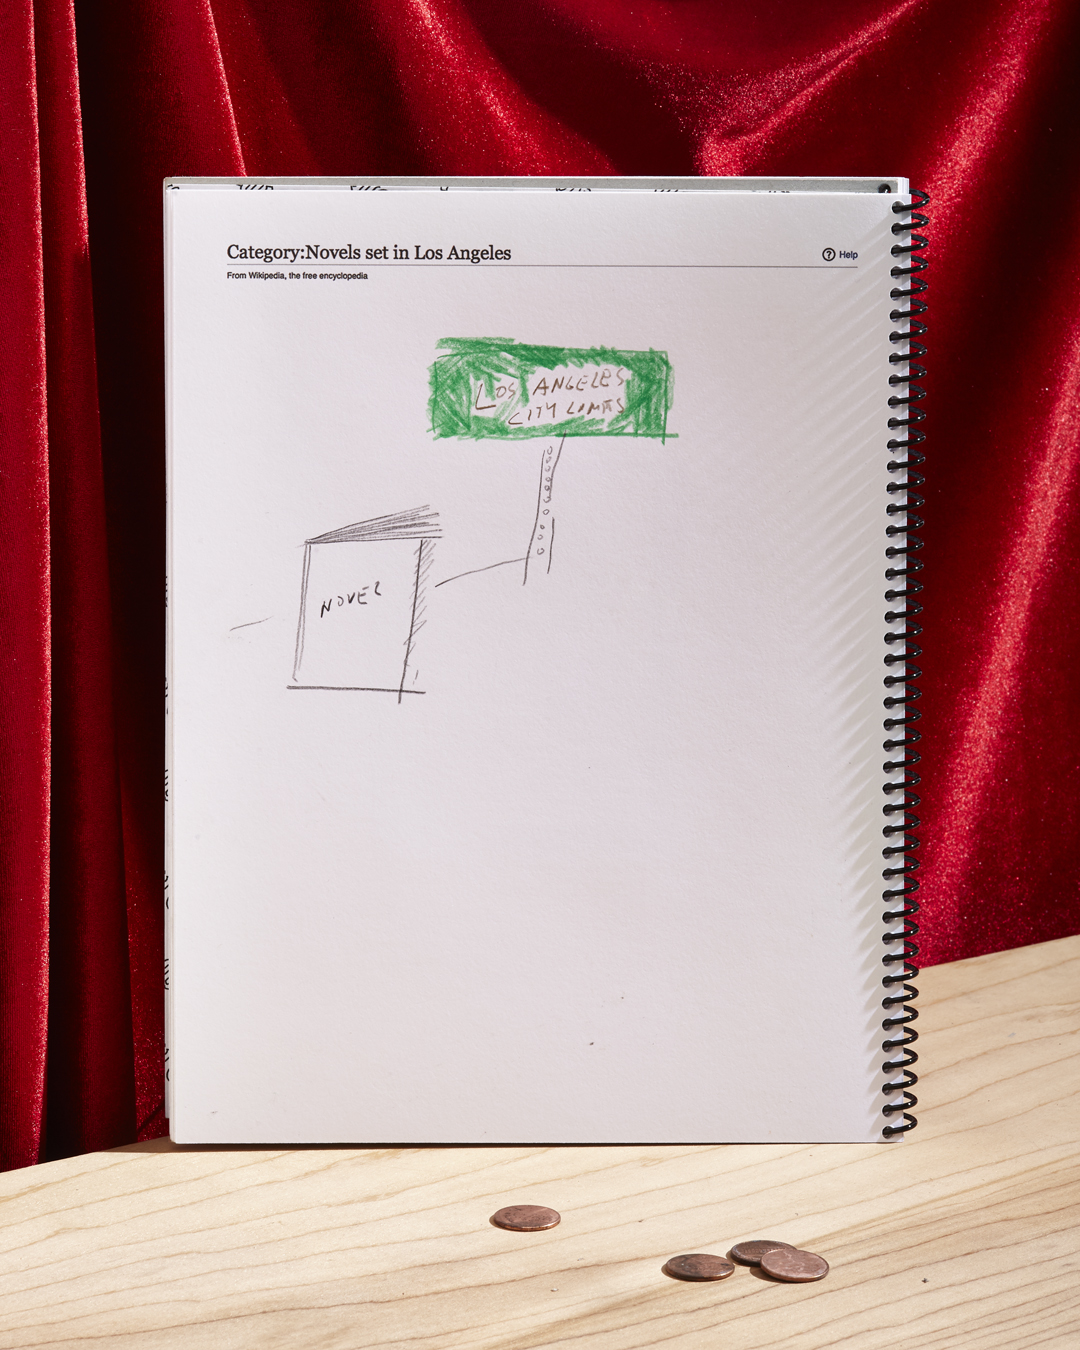 Category:Novels set in Los Angeles
Help
From Wikipedia, the free encyclopedia
LOS ANGELES
CITY LIMITS
NOVEL